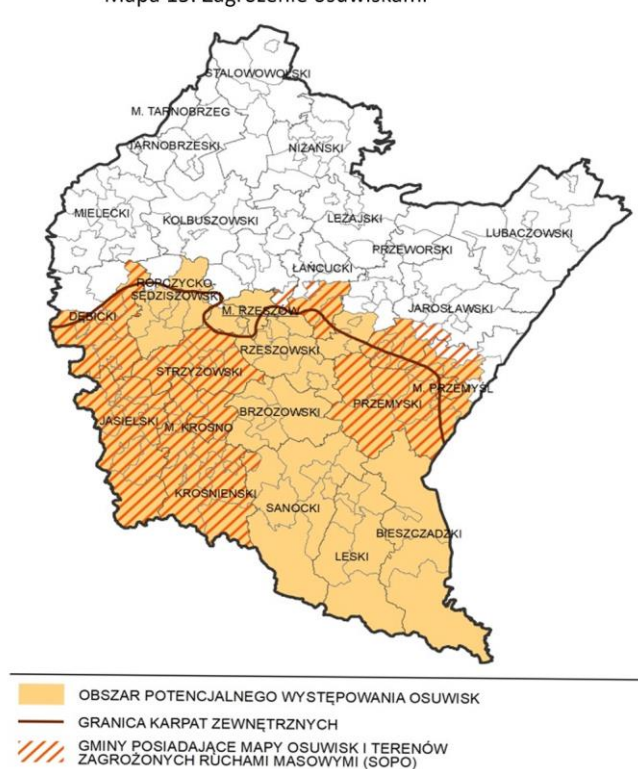 Mapa 15. Zagrożenie osuwiskami
STALOWOWOLSKI
M. TARNOBRZEG
TARNOBRZESKI
NIŻAŃSKI
MIELECKI
KOLBUSZOWSKI
LEŻAJSKI
LUBACZOWSKI
PRZEWORSKI
ŁAŃCUCKI
ROPCZYCKO-
SĘDZISZOWSKI
JAROSŁAWSKI
DĘBICKI
M. RZESZÓW
RZESZOWSKI
STRZYŻOWSKI
M. PRZEMYŚL
PRZEMYSKI
BRZOZOWSKI
JASIELSKI
M. KROSNO
KROŚNIEŃSKI
SANOCKI
BIESZCZADZKI
LESKI
OBSZAR POTENCJALNEGO WYSTĘPOWANIA OSUWISK
GRANICA KARPAT ZEWNĘTRZNYCH
GMINY POSIADAJĄCE MAPY OSUWISK I TERENÓW
ZAGROŻONYCH RUCHAMI MASOWYMI (SOPO)